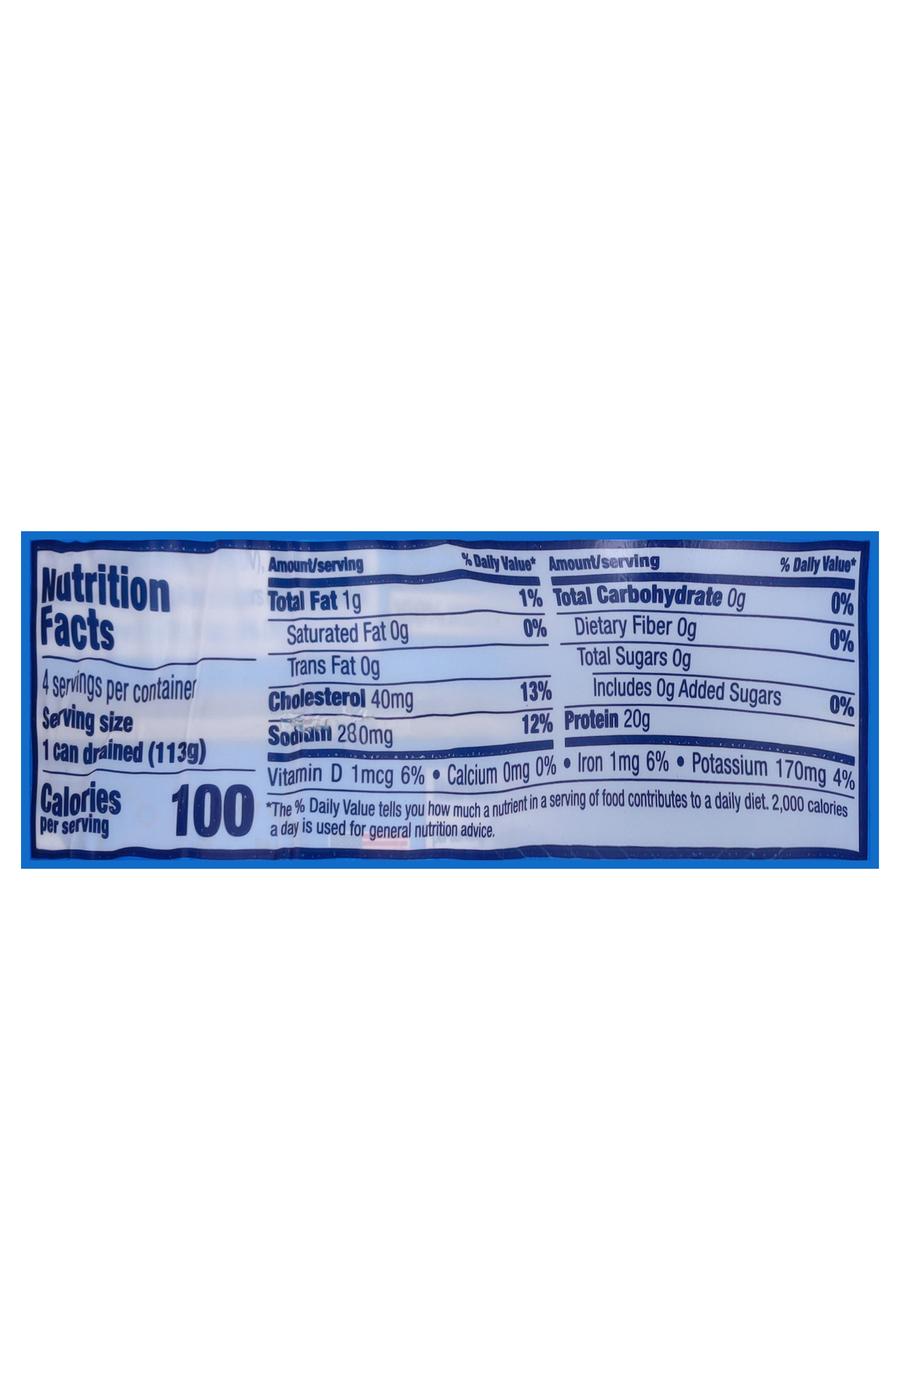 Nutrition
Facts
4 servings per container
Serving size
1 can drained (113g)
Calories
per serving
100
Amount/serving % Daily Value*
Total Fat 1g 1%
Saturated Fat 0g 0%
Trans Fat 0g
Cholesterol 40mg 13%
Sodium 280mg 12%
Amount/serving % Daily Value*
Total Carbohydrate 0g 0%
Dietary Fiber 0g 0%
Total Sugars 0g
Includes 0g Added Sugars 0%
Protein 20g
Vitamin D 1mcg 6% • Calcium 0mg 0% • Iron 1mg 6% • Potassium 170mg 4%
*The % Daily Value tells you how much a nutrient in a serving of food contributes to a daily diet. 2,000 calories
a day is used for general nutrition advice.